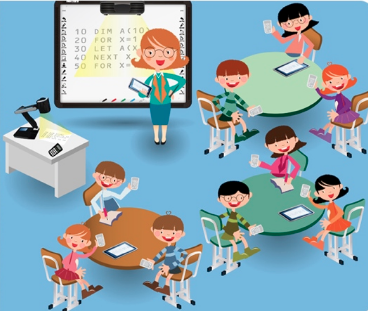 10 DIM A(10)
20 FOR X=1
30 LET A(X
40 NEXT X
50 FOR X=